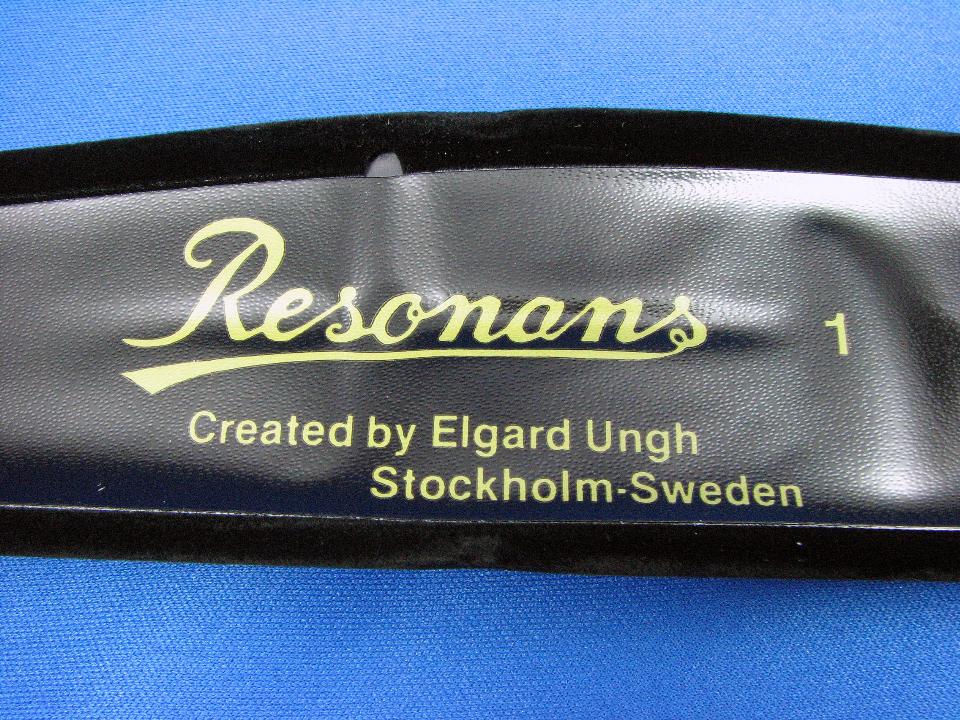 Resonans 1
Created by Elgard Ungh
Stockholm-Sweden